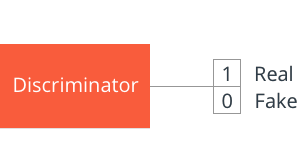 Discriminator
1 Real
0 Fake